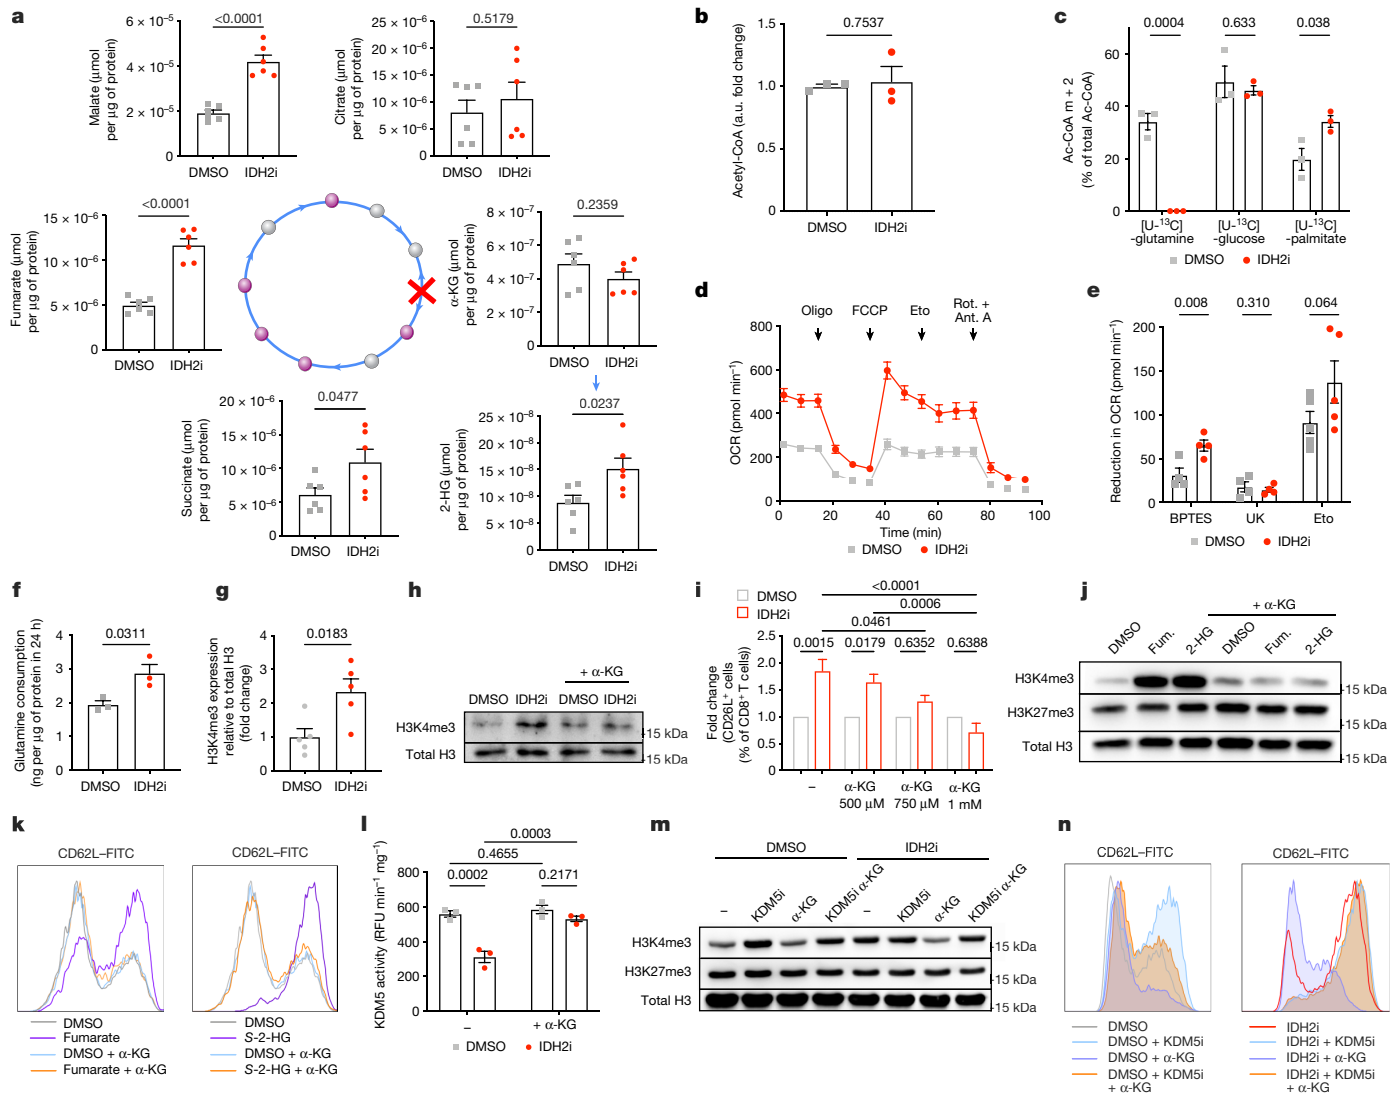 a
Malate (µmol
per µg of protein)
6 × 10⁻⁵
4 × 10⁻⁵
2 × 10⁻⁵
0
<0.0001
DMSO
IDH2i
Citrate (µmol
per µg of protein)
25 × 10⁻⁶
20 × 10⁻⁶
15 × 10⁻⁶
10 × 10⁻⁶
5 × 10⁻⁶
0
0.5179
DMSO
IDH2i
Fumarate (µmol
per µg of protein)
15 × 10⁻⁶
10 × 10⁻⁶
5 × 10⁻⁶
0
<0.0001
DMSO
IDH2i
α-KG (µmol
per µg of protein)
8 × 10⁻⁷
6 × 10⁻⁷
4 × 10⁻⁷
2 × 10⁻⁷
0
0.2359
DMSO
IDH2i
Succinate (µmol
per µg of protein)
20 × 10⁻⁶
15 × 10⁻⁶
10 × 10⁻⁶
5 × 10⁻⁶
0
0.0477
DMSO
IDH2i
2-HG (µmol
per µg of protein)
25 × 10⁻⁸
20 × 10⁻⁸
15 × 10⁻⁸
10 × 10⁻⁸
5 × 10⁻⁸
0
0.0237
DMSO
IDH2i
b
Acetyl-CoA (a.u. fold change)
1.5
1.0
0.5
0
0.7537
DMSO
IDH2i
c
Ac-CoA m + 2
(% of total Ac-CoA)
60
40
20
0
0.0004
0.633
0.038
[U-¹³C]
-glutamine
[U-¹³C]
-glucose
[U-¹³C]
-palmitate
DMSO
IDH2i
d
OCR (pmol min⁻¹)
800
600
400
200
0
Oligo
FCCP
Eto
Rot. +
Ant. A
0
20
40
60
80
100
Time (min)
DMSO
IDH2i
e
Reduction in OCR (pmol min⁻¹)
200
150
100
50
0
0.008
0.310
0.064
BPTES
UK
Eto
DMSO
IDH2i
f
Glutamine consumption
(ng per µg of protein in 24 h)
4
3
2
1
0
0.0311
DMSO
IDH2i
g
H3K4me3 expression
relative to total H3
(fold change)
4
3
2
1
0
0.0183
DMSO
IDH2i
h
+ α-KG
DMSO
IDH2i
DMSO
IDH2i
H3K4me3
15 kDa
Total H3
15 kDa
i
DMSO
IDH2i
Fold change
(CD26L⁺ cells
(% of CD8⁺ T cells))
2.5
2.0
1.5
1.0
0.5
0
<0.0001
0.0006
0.0461
0.0015
0.0179
0.6352
0.6388
–
α-KG
500 µM
α-KG
750 µM
α-KG
1 mM
j
+ α-KG
DMSO
Fum.
2-HG
DMSO
Fum.
2-HG
H3K4me3
15 kDa
H3K27me3
15 kDa
Total H3
15 kDa
k
CD62L–FITC
DMSO
Fumarate
DMSO + α-KG
Fumarate + α-KG
CD62L–FITC
DMSO
S-2-HG
DMSO + α-KG
S-2-HG + α-KG
l
KDM5 activity (RFU min⁻¹ mg⁻¹)
800
600
400
200
0
0.0003
0.4655
0.0002
0.2171
–
+ α-KG
DMSO
IDH2i
m
DMSO
IDH2i
–
KDM5i
α-KG
KDM5i α-KG
–
KDM5i
α-KG
KDM5i α-KG
H3K4me3
15 kDa
H3K27me3
15 kDa
Total H3
15 kDa
n
CD62L–FITC
DMSO
DMSO + KDM5i
DMSO + α-KG
DMSO + KDM5i
+ α-KG
CD62L–FITC
IDH2i
IDH2i + KDM5i
IDH2i + α-KG
IDH2i + KDM5i
+ α-KG